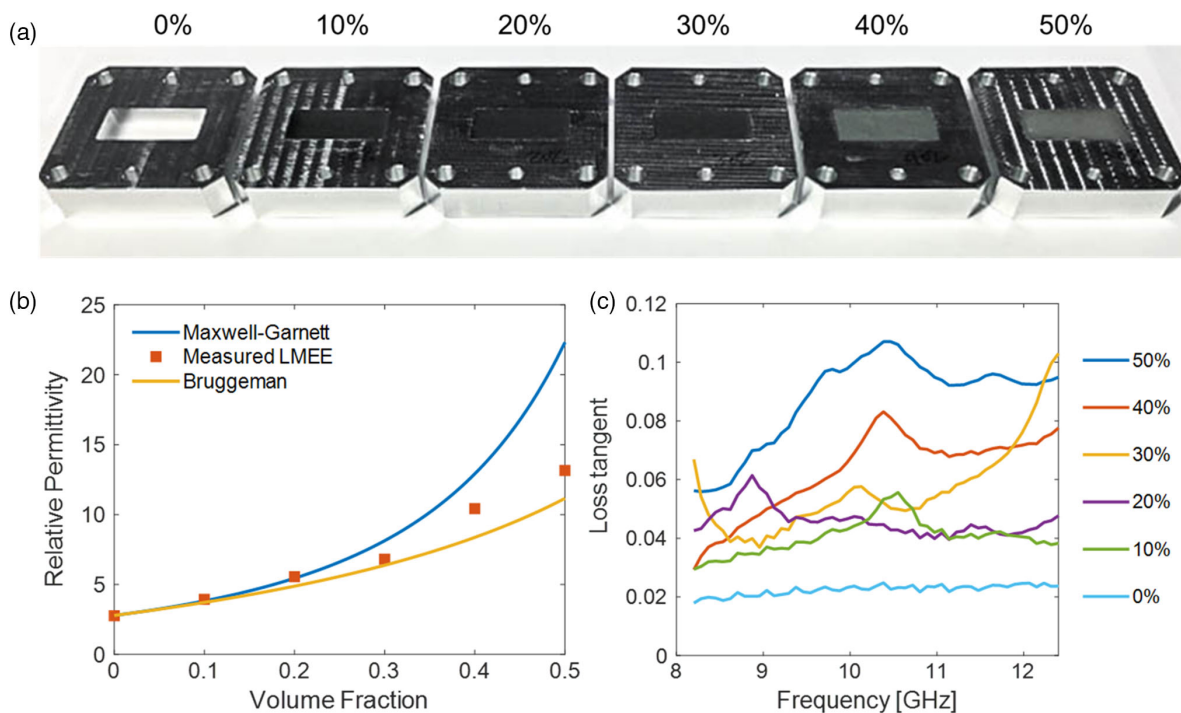 (a)
0% 10% 20% 30% 40% 50%
(b)
25
20
15
10
5
0
Relative Permittivity
Maxwell-Garnett
Measured LMEE
Bruggeman
0 0.1 0.2 0.3 0.4 0.5
Volume Fraction
(c)
0.12
0.1
0.08
0.06
0.04
0.02
0
Loss tangent
8 9 10 11 12
Frequency [GHz]
50%
40%
30%
20%
10%
0%